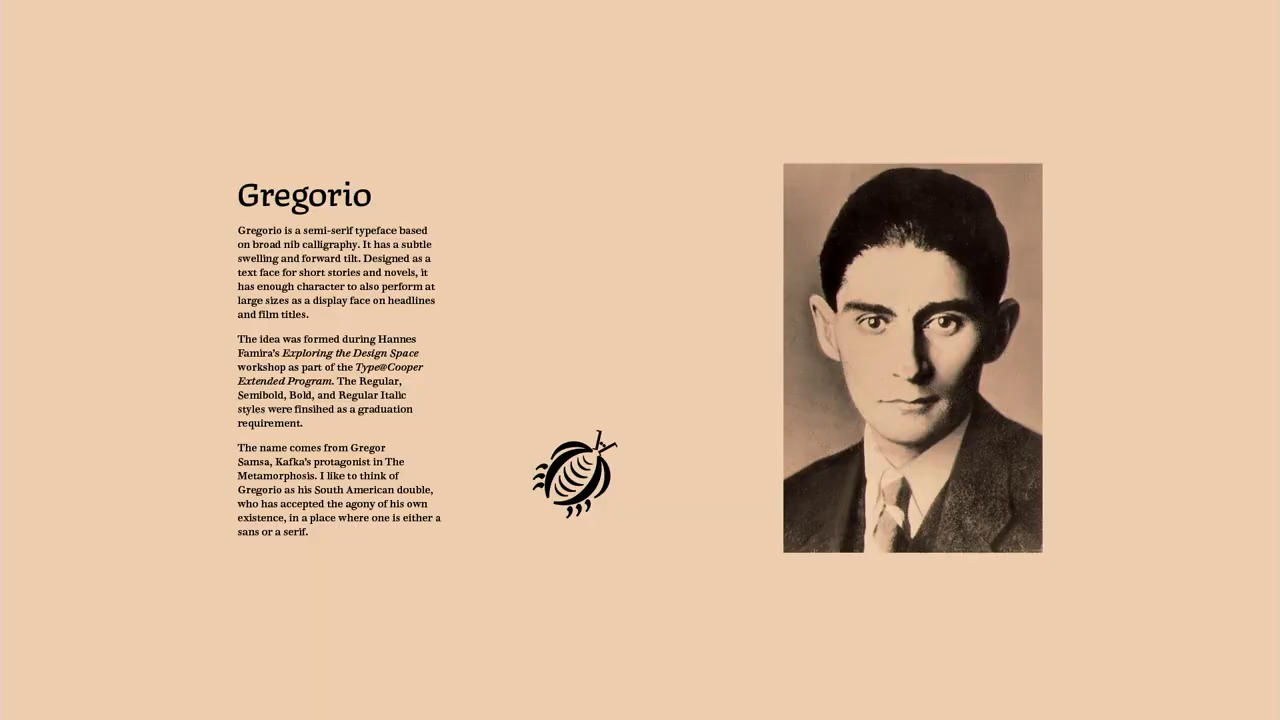 Gregorio
Gregorio is a semi-serif typeface based
on broad nib calligraphy. It has a subtle
swelling and forward tilt. Designed as a
text face for short stories and novels, it
has enough character to also perform at
large sizes as a display face on headlines
and film titles.
The idea was formed during Hannes
Famira's Exploring the Design Space
workshop as part of the Type@Cooper
Extended Program. The Regular,
Semibold, Bold, and Regular Italic
styles were finsihed as a graduation
requirement.
The name comes from Gregor
Samsa, Kafka's protagonist in The
Metamorphosis. I like to think of
Gregorio as his South American double,
who has accepted the agony of his own
existence, in a place where one is either a
sans or a serif.